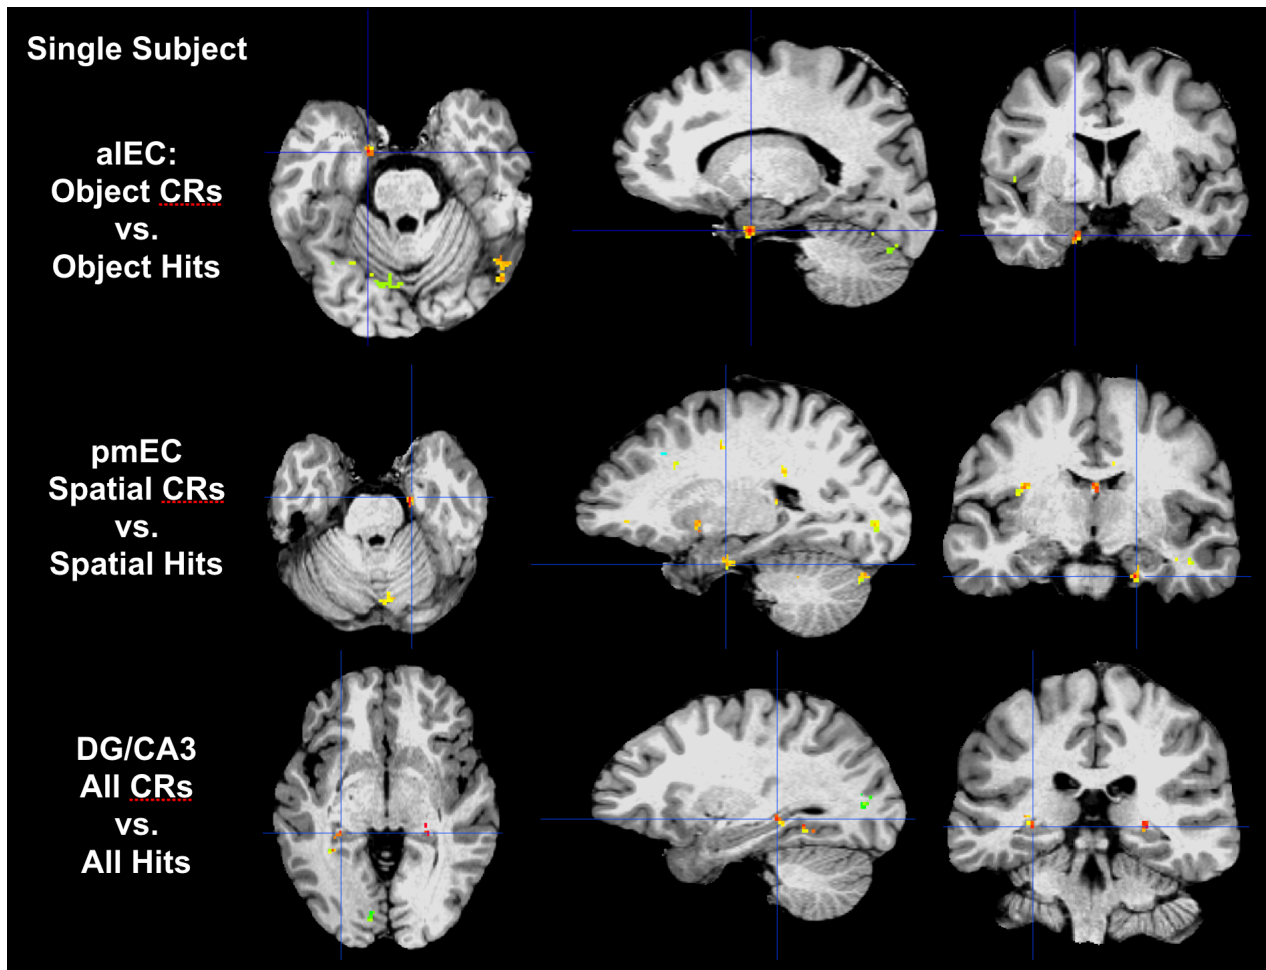 Single Subject
alEC:
Object CRs
vs.
Object Hits
pmEC
Spatial CRs
vs.
Spatial Hits
DG/CA3
All CRs
vs.
All Hits